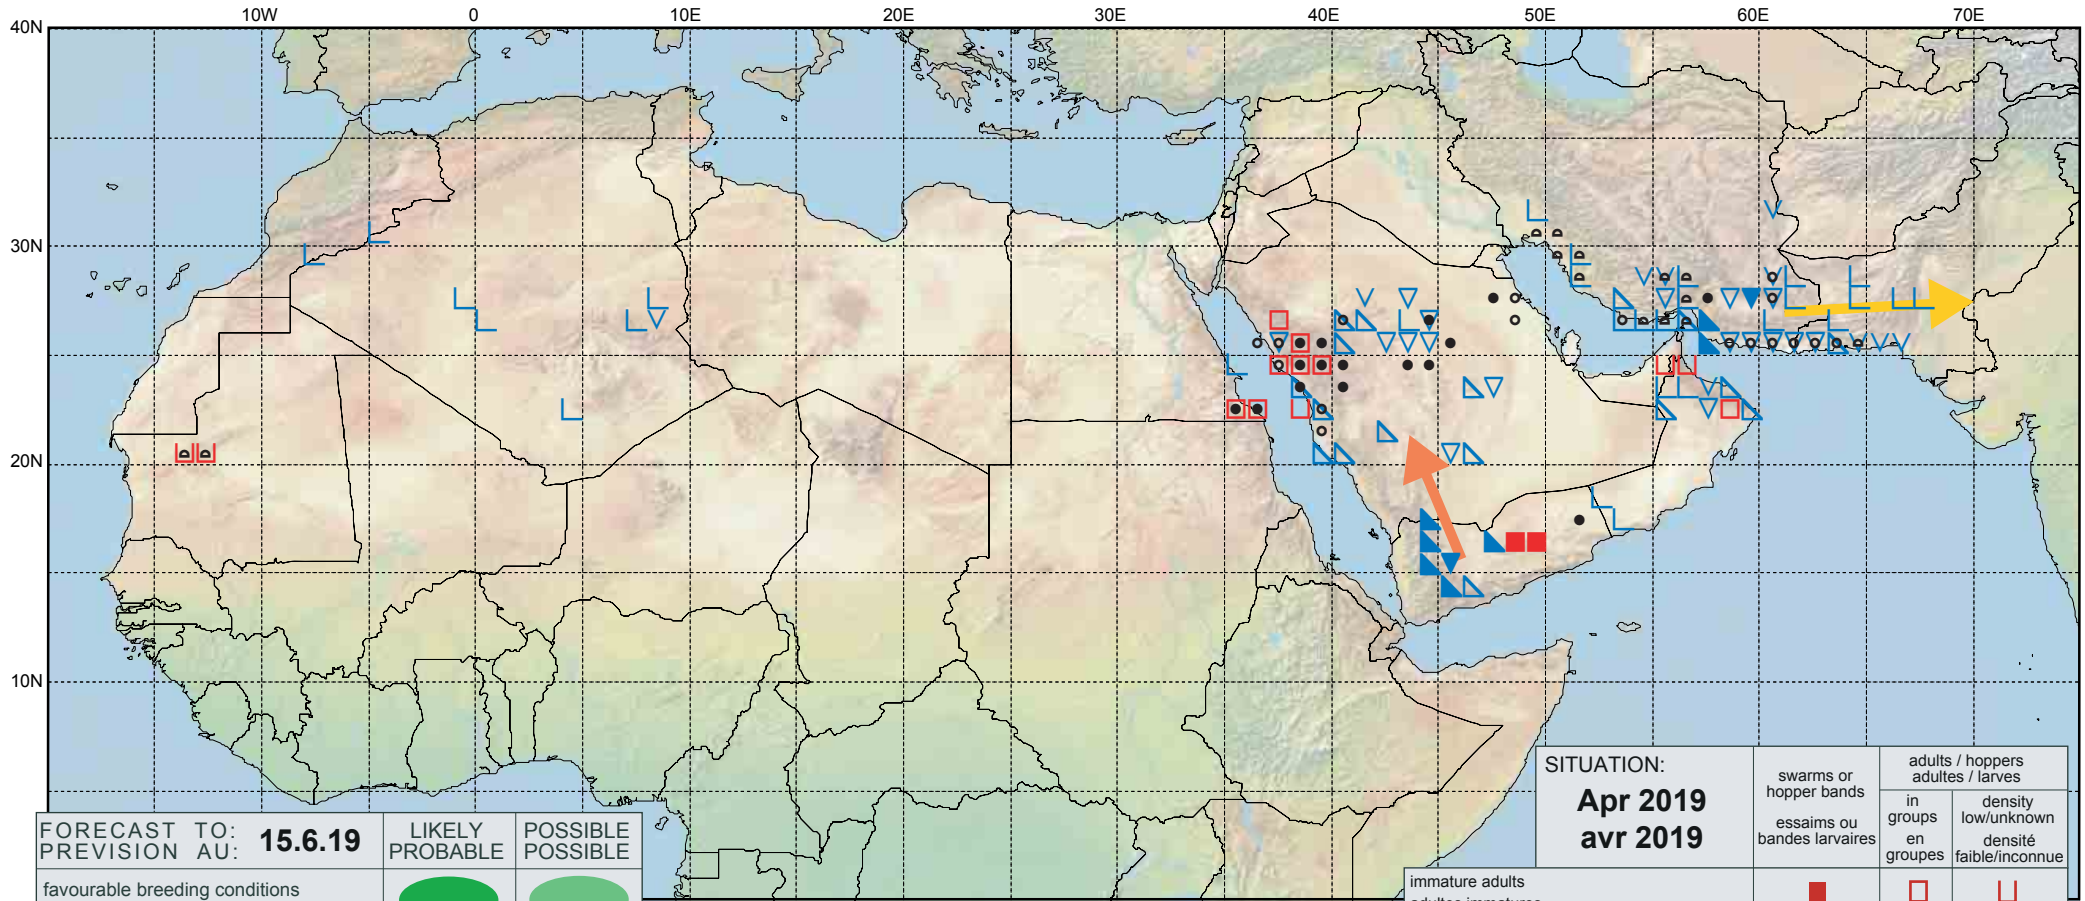 10W 0 10E 20E 30E 40E 50E 60E 70E
40N
30N
20N
10N
FORECAST TO: 15.6.19
PREVISION AU:
LIKELY
PROBABLE
POSSIBLE
POSSIBLE
favourable breeding conditions
SITUATION:
Apr 2019
avr 2019
swarms or
hopper bands
essaims ou
bandes larvaires
adults / hoppers
adultes / larves
in
groups
en
groupes
density
low/unknown
densité
faible/inconnue
immature adults
adultes immatures